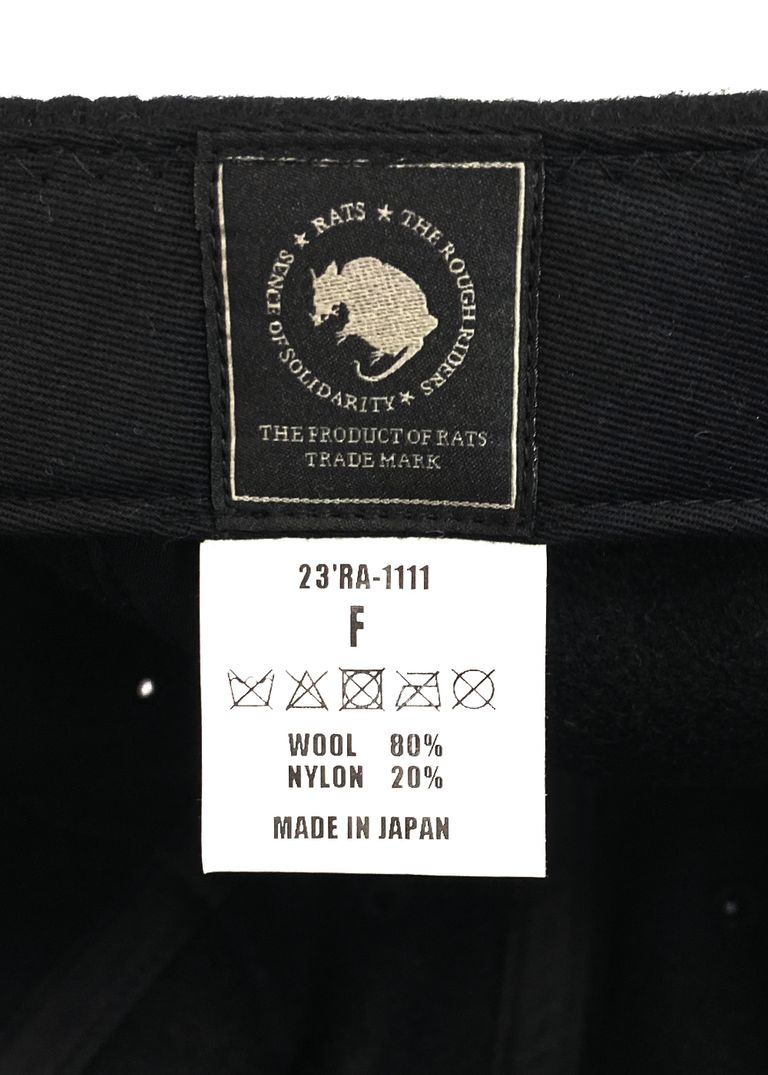 ★ RATS ★ THE ROUGH RIDERS ★ SENCE OF SOLIDARITY
THE PRODUCT OF RATS
TRADE MARK
23'RA-1111
F
WOOL 80%
NYLON 20%
MADE IN JAPAN